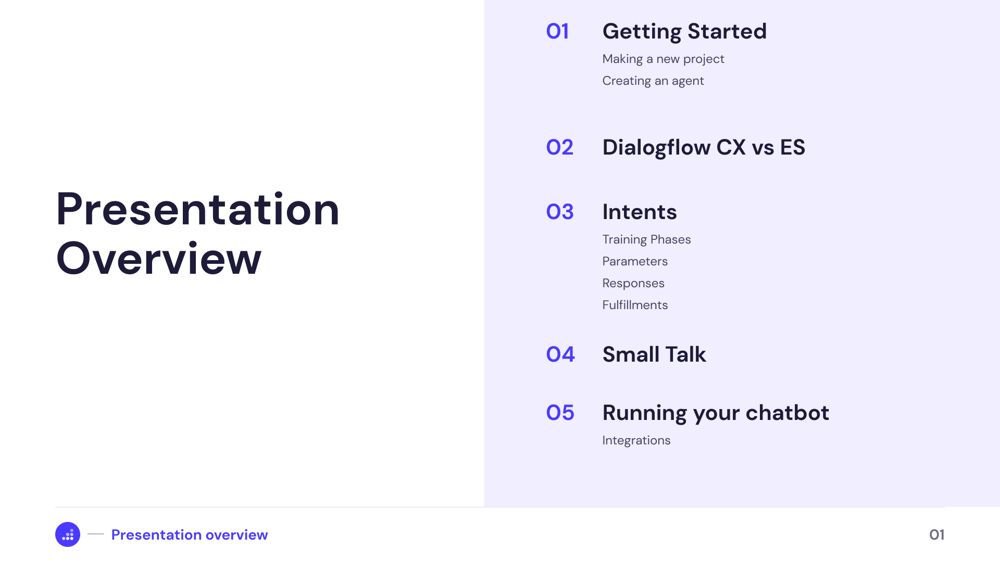 Presentation
Overview
01 Getting Started
Making a new project
Creating an agent
02 Dialogflow CX vs ES
03 Intents
Training Phases
Parameters
Responses
Fulfillments
04 Small Talk
05 Running your chatbot
Integrations
Presentation overview
01